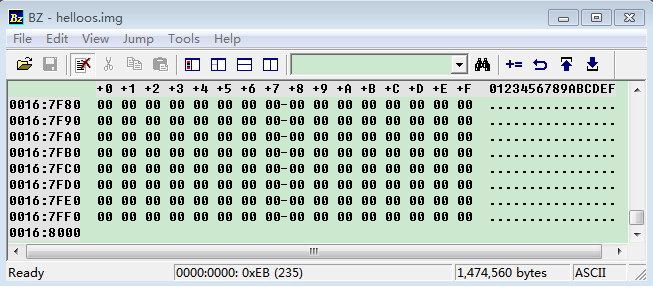 Bz BZ - helloos.img
File Edit View Jump Tools Help
+0 +1 +2 +3 +4 +5 +6 +7-+8 +9 +A +B +C +D +E +F 0123456789ABCDEF
0016:7F80 00 00 00 00 00 00 00 00-00 00 00 00 00 00 00 00 ................
0016:7F90 00 00 00 00 00 00 00 00-00 00 00 00 00 00 00 00 ................
0016:7FA0 00 00 00 00 00 00 00 00-00 00 00 00 00 00 00 00 ................
0016:7FB0 00 00 00 00 00 00 00 00-00 00 00 00 00 00 00 00 ................
0016:7FC0 00 00 00 00 00 00 00 00-00 00 00 00 00 00 00 00 ................
0016:7FD0 00 00 00 00 00 00 00 00-00 00 00 00 00 00 00 00 ................
0016:7FE0 00 00 00 00 00 00 00 00-00 00 00 00 00 00 00 00 ................
0016:7FF0 00 00 00 00 00 00 00 00-00 00 00 00 00 00 00 00 ................
0016:8000
Ready 0000:0000: 0xEB (235) 1,474,560 bytes ASCII